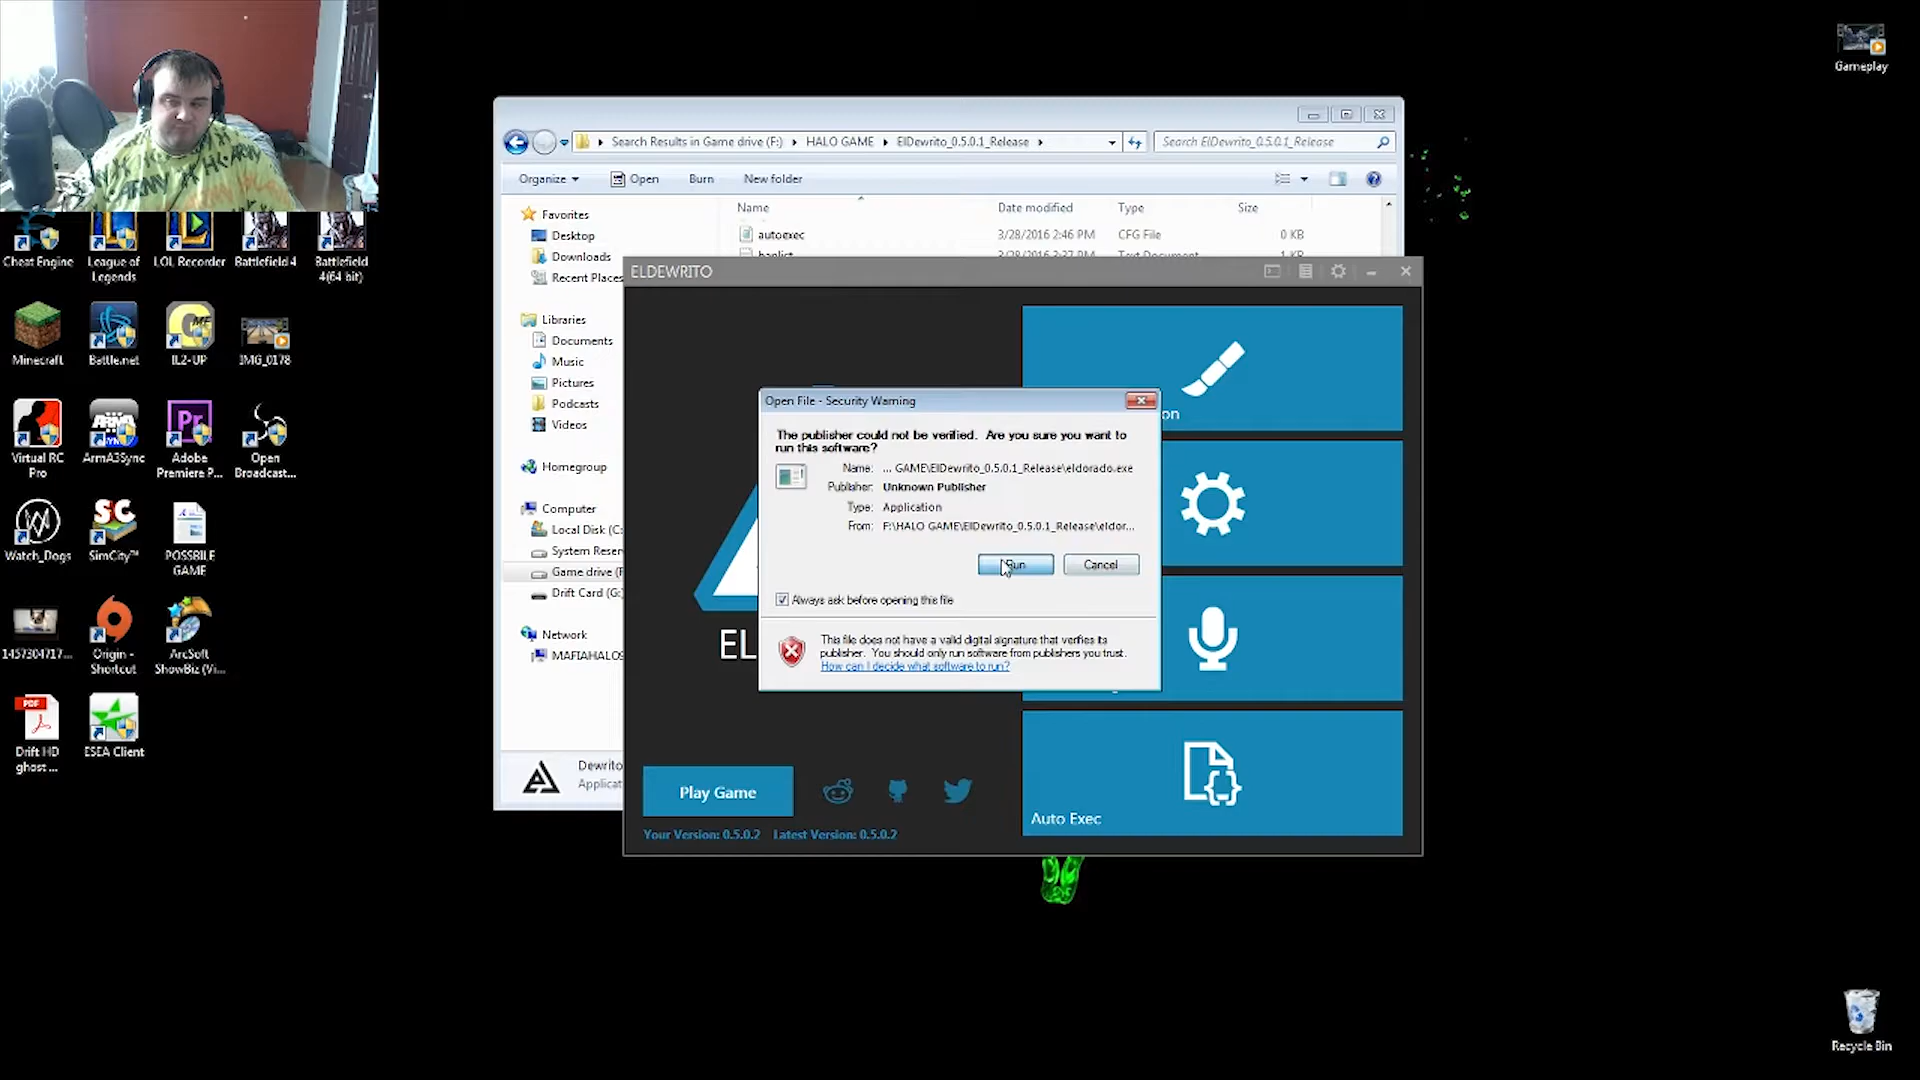 Gameplay
Cheat Engine
League of Legends
LOL Recorder
Battlefield 4
Battlefield 4(64 bit)
Minecraft
Battle.net
IL2-UP
IMG_0178
Virtual RC Pro
ArmA3Sync
Adobe Premiere P...
Open Broadcast...
Watch_Dogs
SimCity™
POSSBILE GAME
1457304717...
Origin - Shortcut
ArcSoft ShowBiz (Vi...
Drift HD ghost ...
ESEA Client
Search Results in Game drive (F:)
HALO GAME
ElDewrito_0.5.0.1_Release
Search ElDewrito_0.5.0.1_Release
Organize
Open
Burn
New folder
Name
Date modified
Type
Size
autoexec
3/28/2016 2:46 PM
CFG File
0 KB
Favorites
Desktop
Downloads
Recent Places
Libraries
Documents
Music
Pictures
Podcasts
Videos
Homegroup
Computer
Local Disk (C:
System Reser
Game drive (F
Drift Card (G:
Network
MAFIAHALOS
Dewrito
Applicat
ELDEWRITO
EL
on
Open File - Security Warning
The publisher could not be verified. Are you sure you want to
run this software?
Name: ... GAME\ElDewrito_0.5.0.1_Release\eldorado.exe
Publisher: Unknown Publisher
Type: Application
From: F:\HALO GAME\ElDewrito_0.5.0.1_Release\eldor...
Run
Cancel
Always ask before opening this file
This file does not have a valid digital signature that verifies its
publisher. You should only run software from publishers you trust.
How can I decide what software to run?
Play Game
Your Version: 0.5.0.2
Latest Version: 0.5.0.2
Auto Exec
Recycle Bin